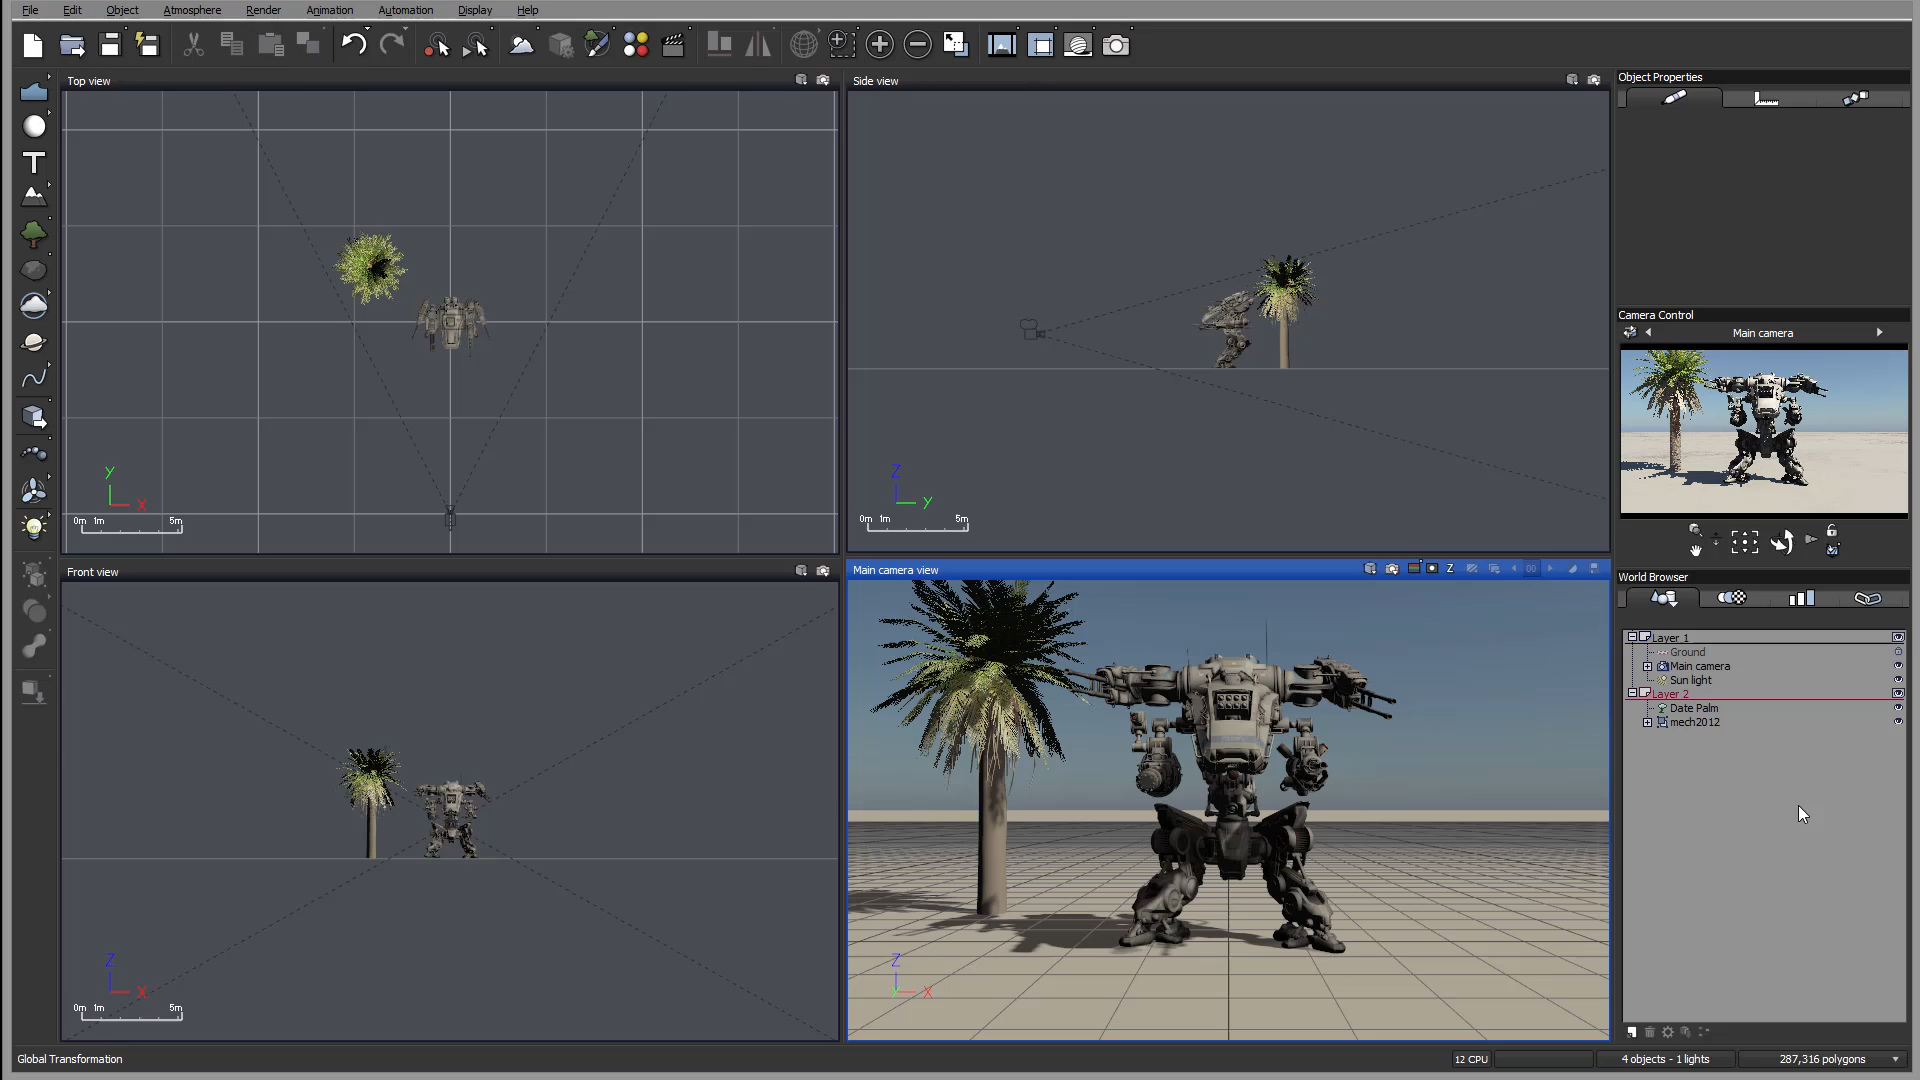 File Edit Object Atmosphere Render Animation Automation Display Help
Top view
Side view
Object Properties
Y
X
0m 1m 5m
Z
Y
0m 1m 5m
Camera Control
Main camera
Front view
Main camera view
Z
World Browser
Layer 1
Ground
Main camera
Sun light
Layer 2
Date Palm
mech2012
Z
X
0m 1m 5m
Z
Y
X
Global Transformation
12 CPU
4 objects - 1 lights
287,316 polygons